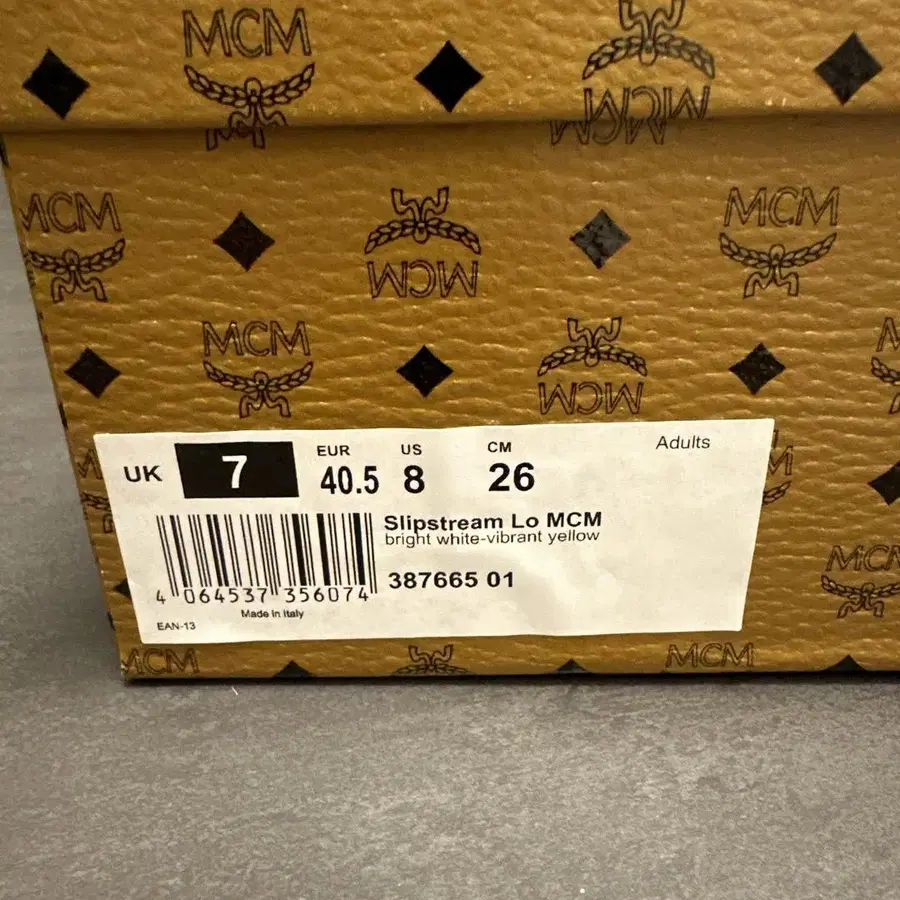 MCM
MCM
MCM
MCM
MCM
MCM
MCM
UK 7 EUR 40.5 US 8 CM 26 Adults
Slipstream Lo MCM
bright white-vibrant yellow
387665 01
4 064537 356074
Made in Italy
EAN-13
MCM
MCM
MCM